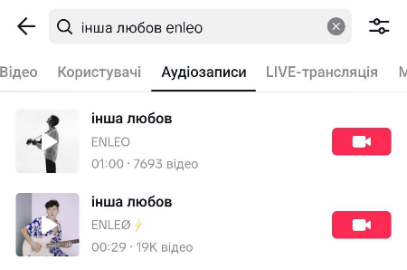 інша любов enleo
Відео Користувачі Аудіозаписи LIVE-трансляція
інша любов
ENLEO
01:00 · 7693 відео
інша любов
ENLEØ⚡
00:29 · 19K відео